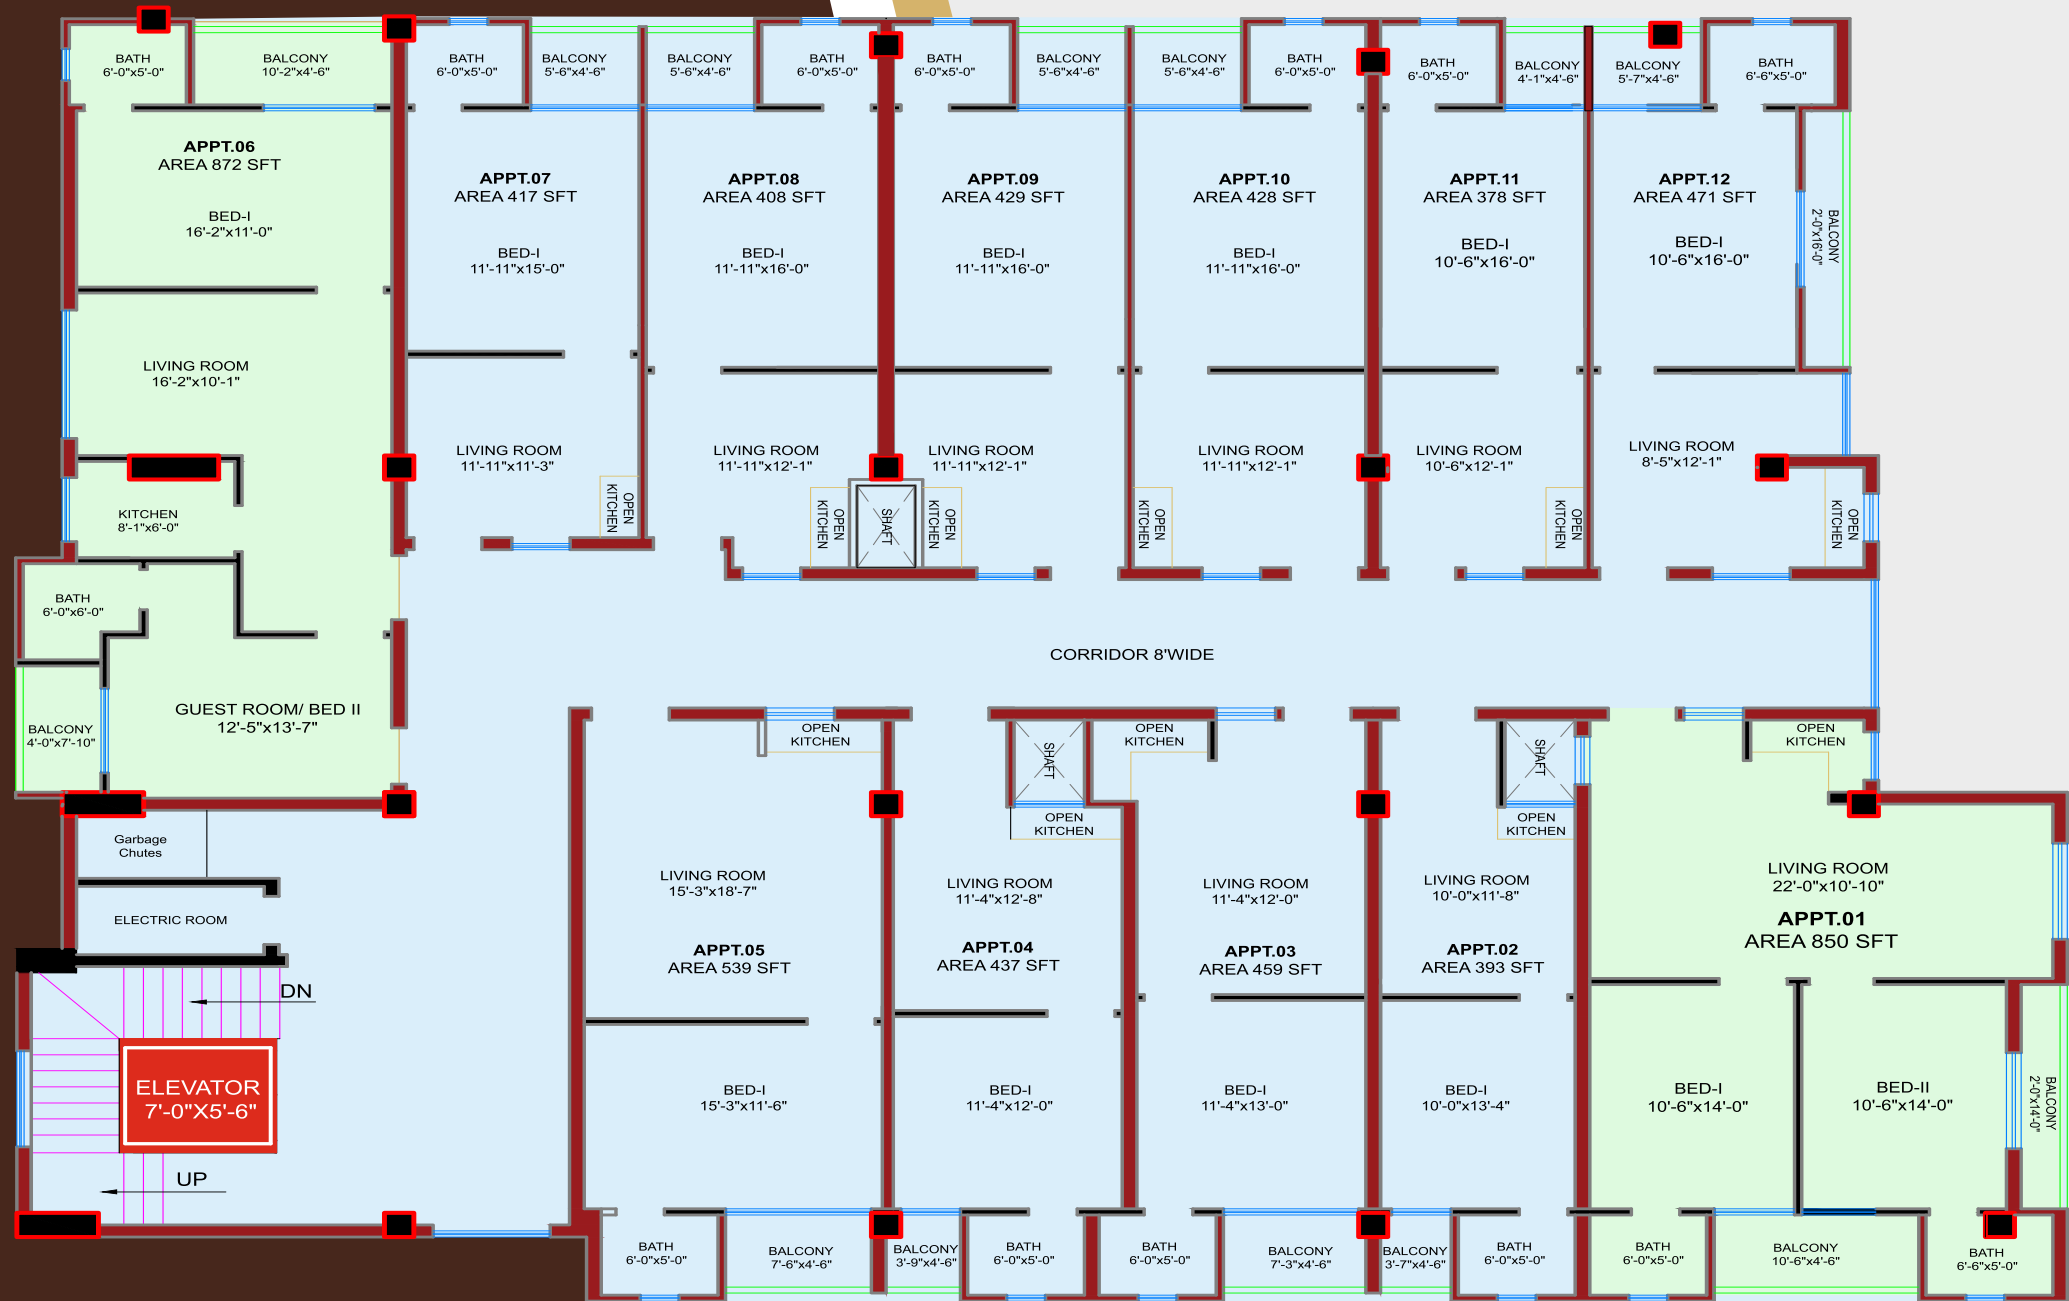 BATH
6'-0"x5'-0"
BALCONY
10'-2"x4'-6"
BATH
6'-0"x5'-0"
BALCONY
5'-6"x4'-6"
BALCONY
5'-6"x4'-6"
BATH
6'-0"x5'-0"
BATH
6'-0"x5'-0"
BALCONY
5'-6"x4'-6"
BALCONY
5'-6"x4'-6"
BATH
6'-0"x5'-0"
BATH
6'-0"x5'-0"
BALCONY
4'-1"x4'-6"
BALCONY
5'-7"x4'-6"
BATH
6'-6"x5'-0"
APPT.06
AREA 872 SFT
BED-I
16'-2"x11'-0"
APPT.07
AREA 417 SFT
BED-I
11'-11"x15'-0"
APPT.08
AREA 408 SFT
BED-I
11'-11"x16'-0"
APPT.09
AREA 429 SFT
BED-I
11'-11"x16'-0"
APPT.10
AREA 428 SFT
BED-I
11'-11"x16'-0"
APPT.11
AREA 378 SFT
BED-I
10'-6"x16'-0"
APPT.12
AREA 471 SFT
BED-I
10'-6"x16'-0"
BALCONY
2'-0"x16'-0"
LIVING ROOM
16'-2"x10'-1"
LIVING ROOM
11'-11"x11'-3"
LIVING ROOM
11'-11"x12'-1"
LIVING ROOM
11'-11"x12'-1"
LIVING ROOM
11'-11"x12'-1"
LIVING ROOM
10'-6"x12'-1"
LIVING ROOM
8'-5"x12'-1"
KITCHEN
8'-1"x6'-0"
OPEN
KITCHEN
OPEN
KITCHEN
SHAFT
OPEN
KITCHEN
OPEN
KITCHEN
OPEN
KITCHEN
OPEN
KITCHEN
BATH
6'-0"x6'-0"
CORRIDOR 8'WIDE
GUEST ROOM/ BED II
12'-5"x13'-7"
BALCONY
4'-0"x7'-10"
OPEN
KITCHEN
SHAFT
OPEN
KITCHEN
SHAFT
OPEN
KITCHEN
OPEN
KITCHEN
OPEN
KITCHEN
Garbage
Chutes
ELECTRIC ROOM
LIVING ROOM
15'-3"x18'-7"
LIVING ROOM
11'-4"x12'-8"
LIVING ROOM
11'-4"x12'-0"
LIVING ROOM
10'-0"x11'-8"
LIVING ROOM
22'-0"x10'-10"
APPT.05
AREA 539 SFT
APPT.04
AREA 437 SFT
APPT.03
AREA 459 SFT
APPT.02
AREA 393 SFT
APPT.01
AREA 850 SFT
DN
ELEVATOR
7'-0"X5'-6"
UP
BED-I
15'-3"x11'-6"
BED-I
11'-4"x12'-0"
BED-I
11'-4"x13'-0"
BED-I
10'-0"x13'-4"
BED-I
10'-6"x14'-0"
BED-II
10'-6"x14'-0"
BALCONY
2'-0"x14'-0"
BATH
6'-0"x5'-0"
BALCONY
7'-6"x4'-6"
BALCONY
3'-9"x4'-6"
BATH
6'-0"x5'-0"
BATH
6'-0"x5'-0"
BALCONY
7'-3"x4'-6"
BALCONY
3'-7"x4'-6"
BATH
6'-0"x5'-0"
BATH
6'-0"x5'-0"
BALCONY
10'-6"x4'-6"
BATH
6'-6"x5'-0"